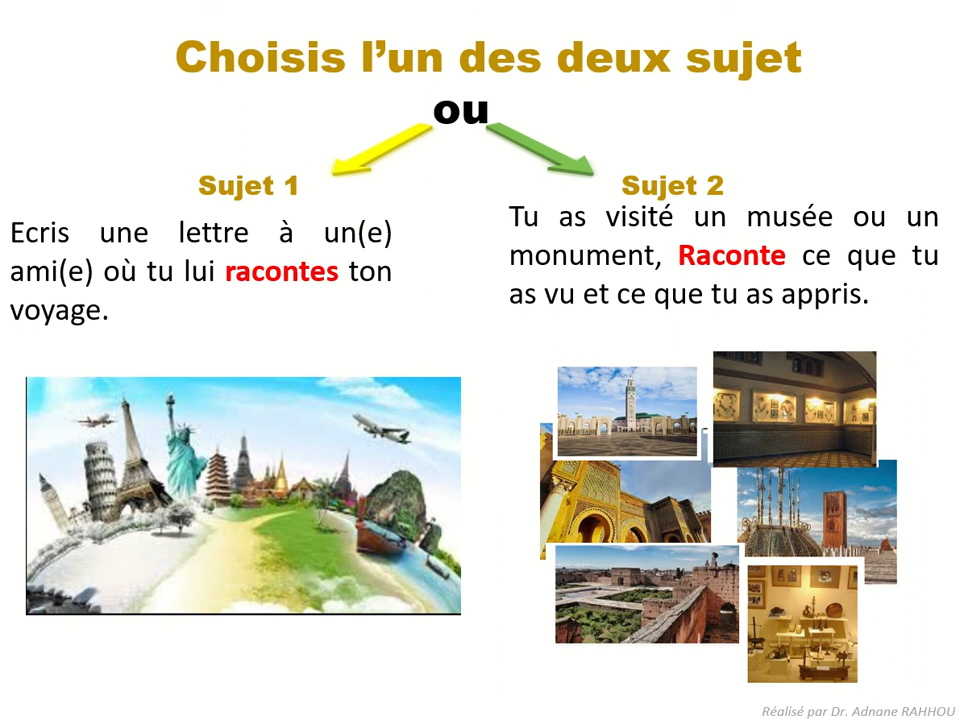 Choisis l’un des deux sujet
ou
Sujet 1
Ecris une lettre à un(e)
ami(e) où tu lui racontes ton
voyage.
Sujet 2
Tu as visité un musée ou un
monument, Raconte ce que tu
as vu et ce que tu as appris.
Réalisé par Dr. Adnane RAHHOU